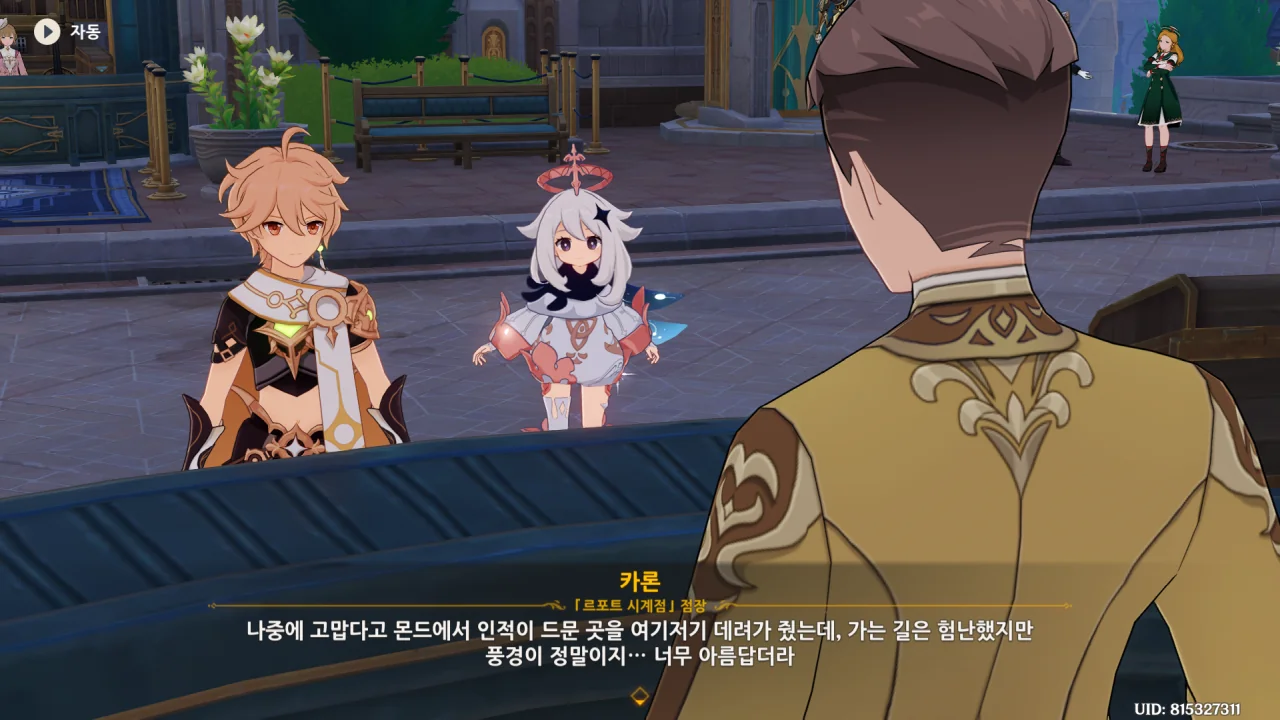 자동
카론
「르포트 시계점」 점장
나중에 고맙다고 몬드에서 인적이 드문 곳을 여기저기 데려가 줬는데, 가는 길은 험난했지만
풍경이 정말이지… 너무 아름답더라
UID: 815327311